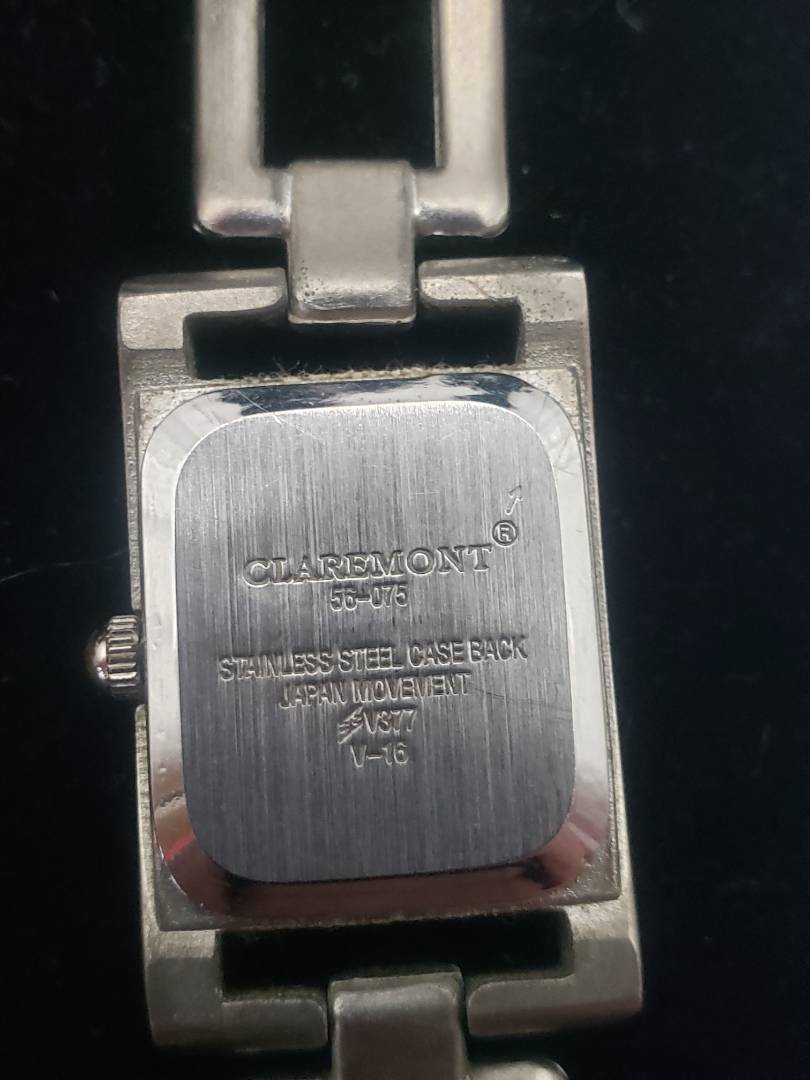 CLAREMONT®
56-075
STAINLESS STEEL CASE BACK
JAPAN MOVEMENT
V377
V-16